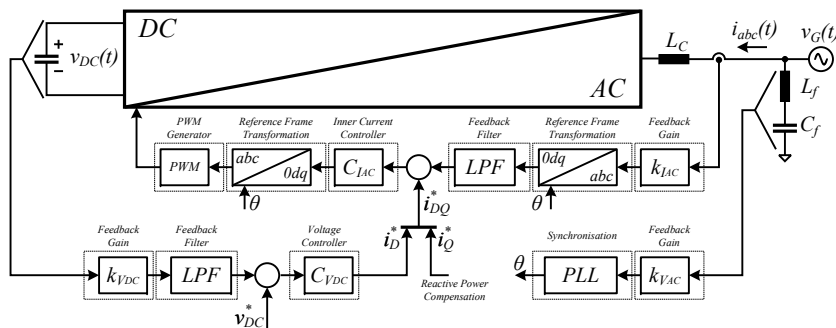 DC
AC
+
v_DC(t)
−
L_C
i_abc(t)
v_G(t)
L_f
C_f
PWM Generator
Reference Frame Transformation
Inner Current Controller
Feedback Filter
Reference Frame Transformation
Feedback Gain
PWM
abc
0dq
C_IAC
LPF
0dq
abc
k_IAC
θ
θ
i*_DQ
i*_D
i*_Q
Reactive Power Compensation
Feedback Gain
Feedback Filter
Voltage Controller
Synchronisation
Feedback Gain
k_VDC
LPF
C_VDC
θ
PLL
k_VAC
v*_DC